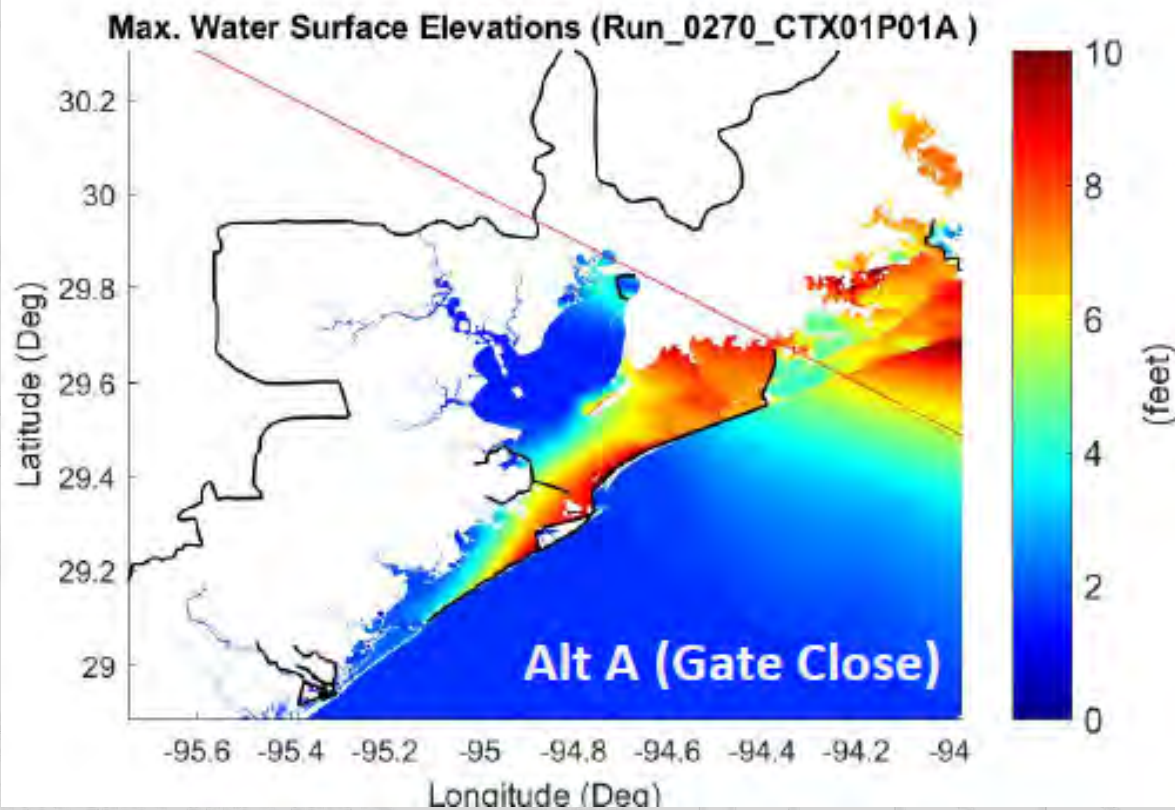 Max. Water Surface Elevations (Run_0270_CTX01P01A )
30.2
30
29.8
29.6
29.4
29.2
29
Latitude (Deg)
-95.6 -95.4 -95.2 -95 -94.8 -94.6 -94.4 -94.2 -94
Longitude (Deg)
Alt A (Gate Close)
10
8
6
4
2
0
(feet)